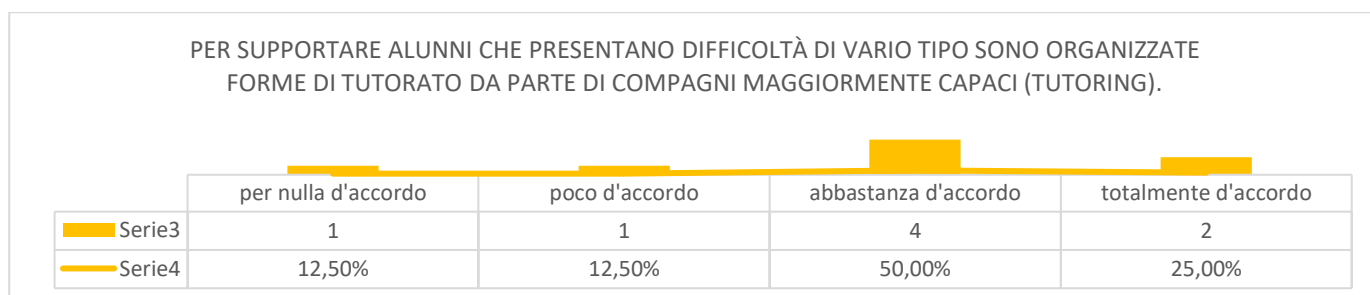 PER SUPPORTARE ALUNNI CHE PRESENTANO DIFFICOLTÀ DI VARIO TIPO SONO ORGANIZZATE
FORME DI TUTORATO DA PARTE DI COMPAGNI MAGGIORMENTE CAPACI (TUTORING).
per nulla d'accordo poco d'accordo abbastanza d'accordo totalmente d'accordo
Serie3 1 1 4 2
Serie4 12,50% 12,50% 50,00% 25,00%